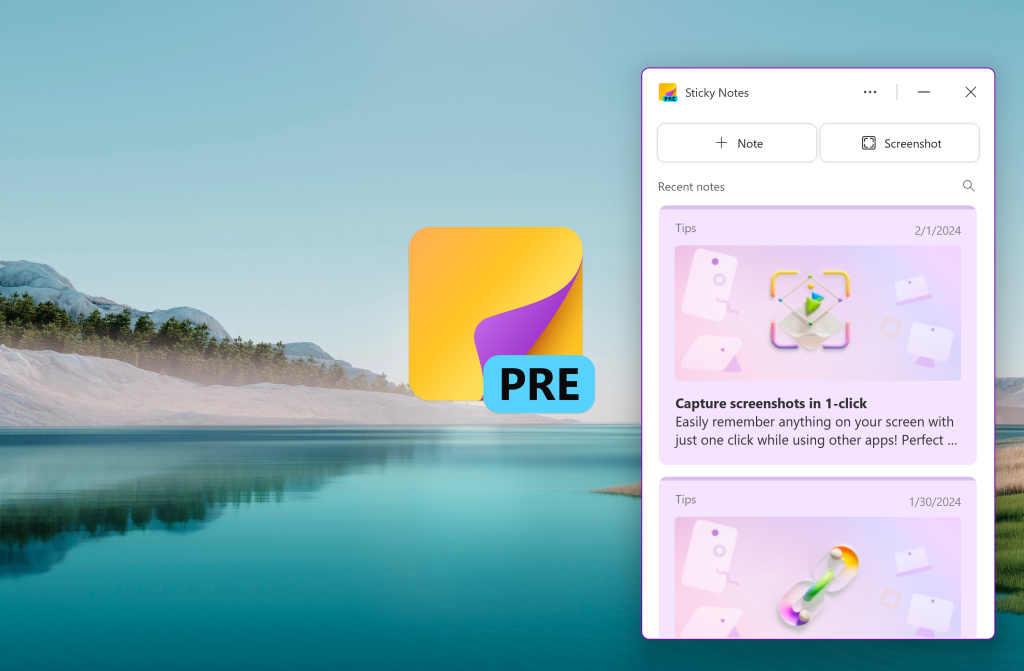 PRE
PRE
Sticky Notes
Note
Screenshot
Recent notes
Tips
2/1/2024
Capture screenshots in 1-click
Easily remember anything on your screen with
just one click while using other apps! Perfect ...
Tips
1/30/2024